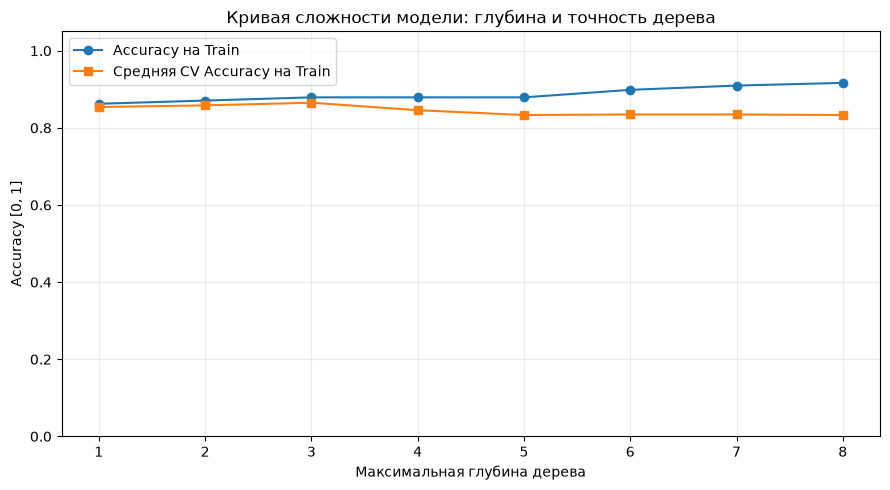 Кривая сложности модели: глубина и точность дерева
Accuracy на Train
Средняя CV Accuracy на Train
Accuracy [0, 1]
1.0
0.8
0.6
0.4
0.2
0.0
1 2 3 4 5 6 7 8
Максимальная глубина дерева